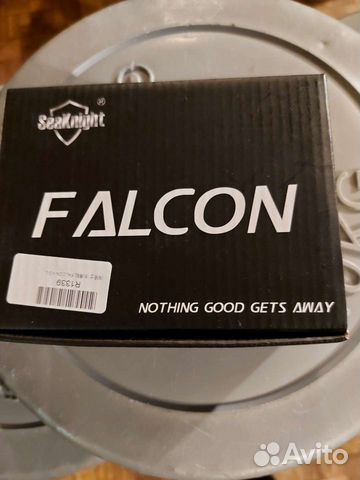 SeaKnight ®
FALCON
R1339
NOTHING GOOD GETS AWAY
Avito